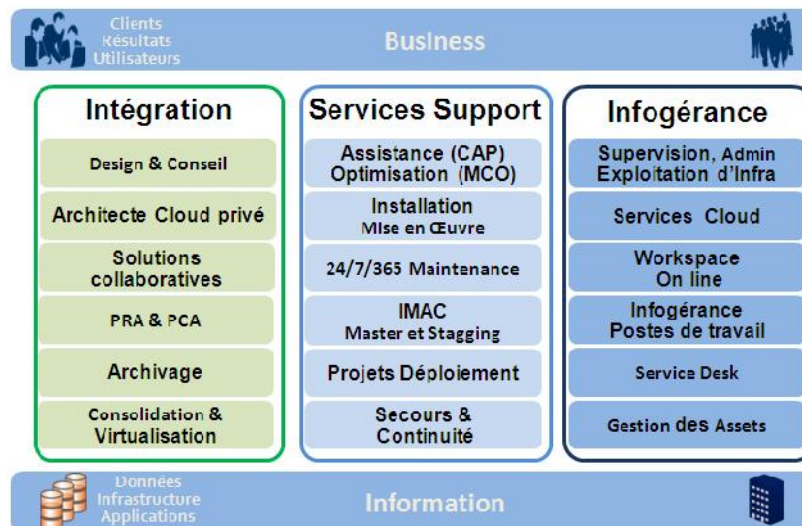 Clients
Résultats
Utilisateurs
Business
Intégration
Design & Conseil
Architecte Cloud privé
Solutions
collaboratives
PRA & PCA
Archivage
Consolidation &
Virtualisation
Services Support
Assistance (CAP)
Optimisation (MCO)
Installation
Mise en Œuvre
24/7/365 Maintenance
IMAC
Master et Stagging
Projets Déploiement
Secours &
Continuité
Infogérance
Supervision, Admin
Exploitation d'Infra
Services Cloud
Workspace
On line
Infogérance
Postes de travail
Service Desk
Gestion des Assets
Données
Infrastructure
Applications
Information